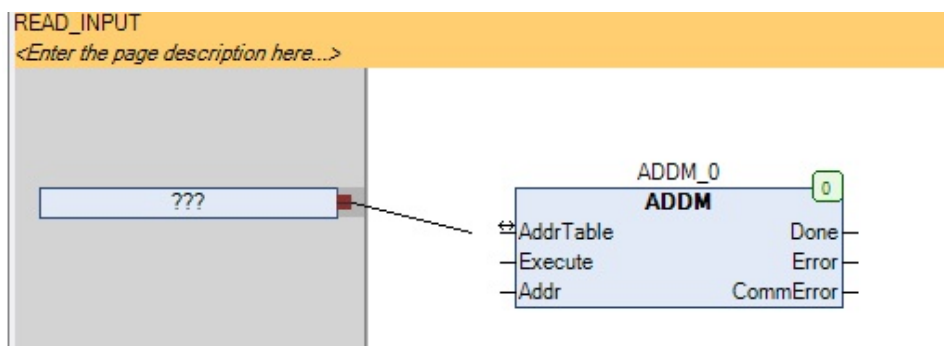 READ_INPUT
<Enter the page description here...>
???
ADDM_0
0
ADDM
AddrTable Done
Execute Error
Addr CommError